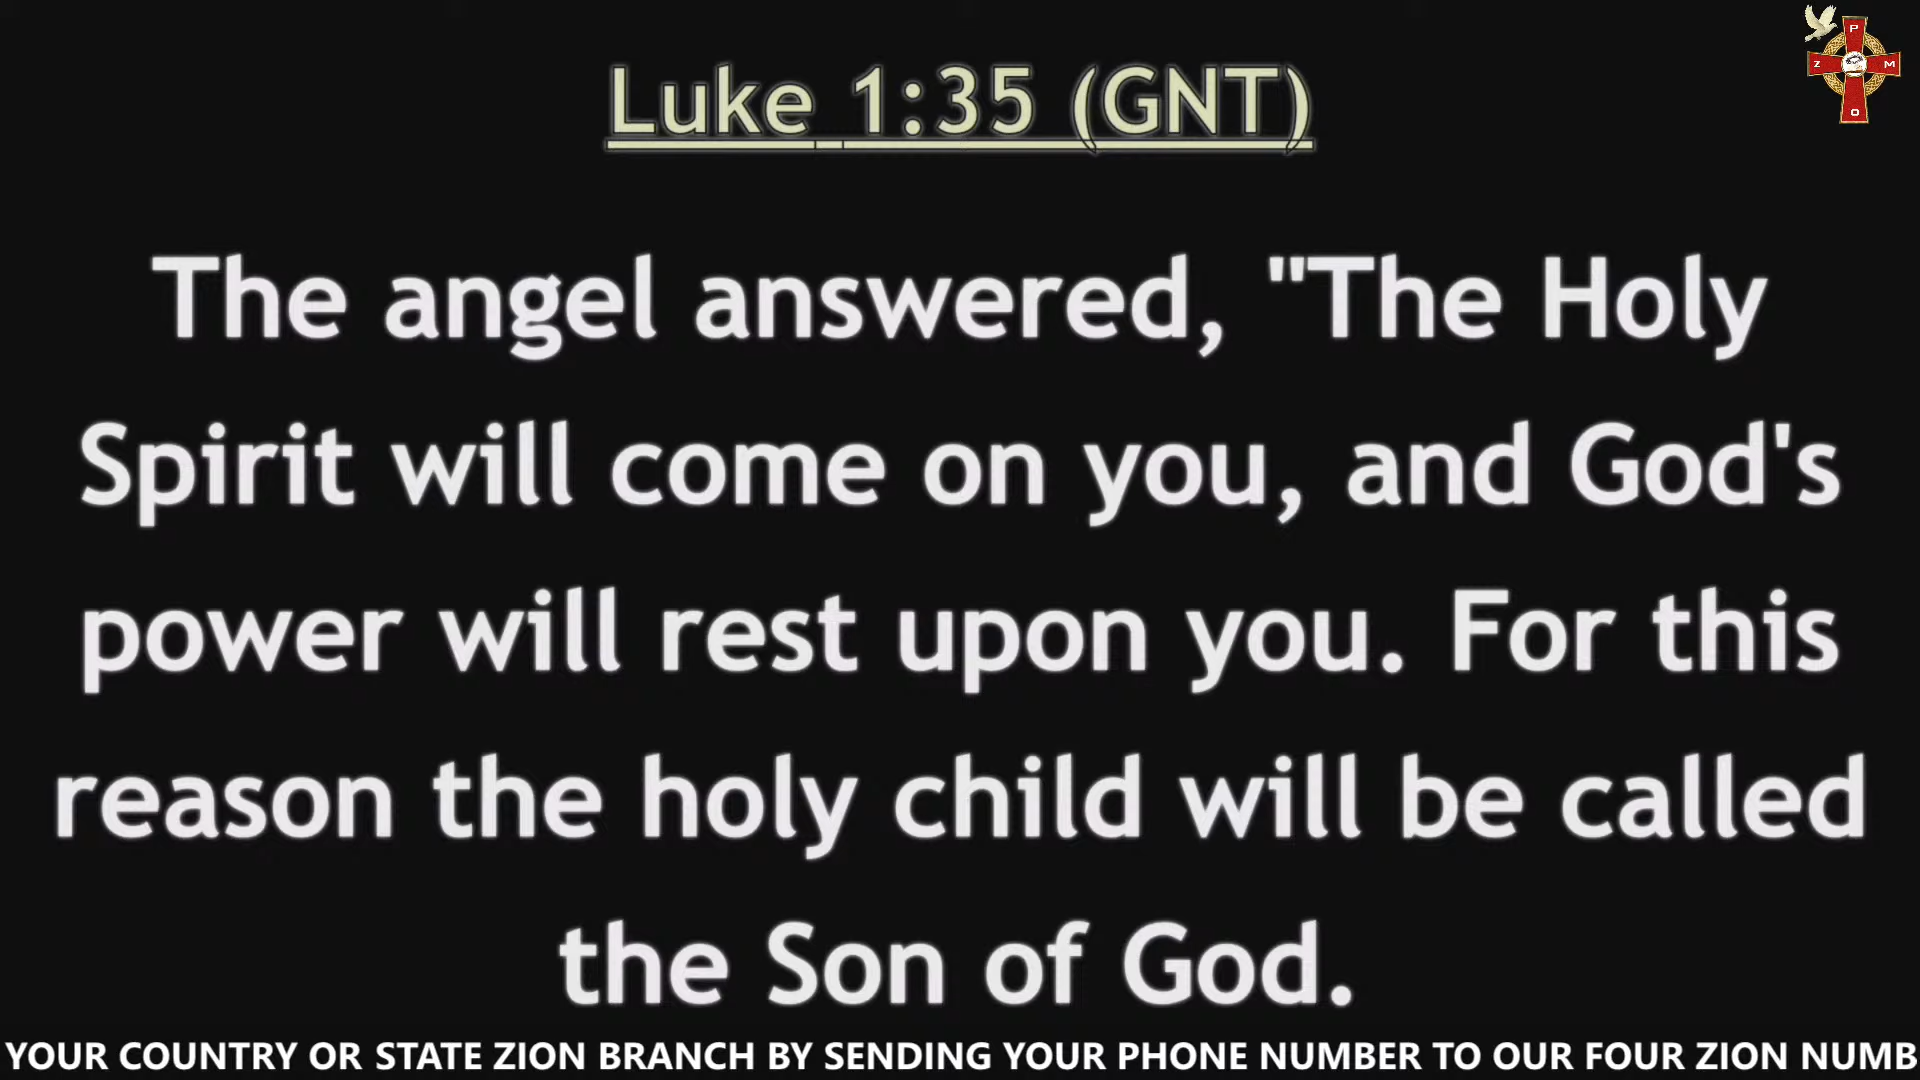 P
Z M
O
Luke 1:35 (GNT)
The angel answered, "The Holy
Spirit will come on you, and God's
power will rest upon you. For this
reason the holy child will be called
the Son of God.
YOUR COUNTRY OR STATE ZION BRANCH BY SENDING YOUR PHONE NUMBER TO OUR FOUR ZION NUMB